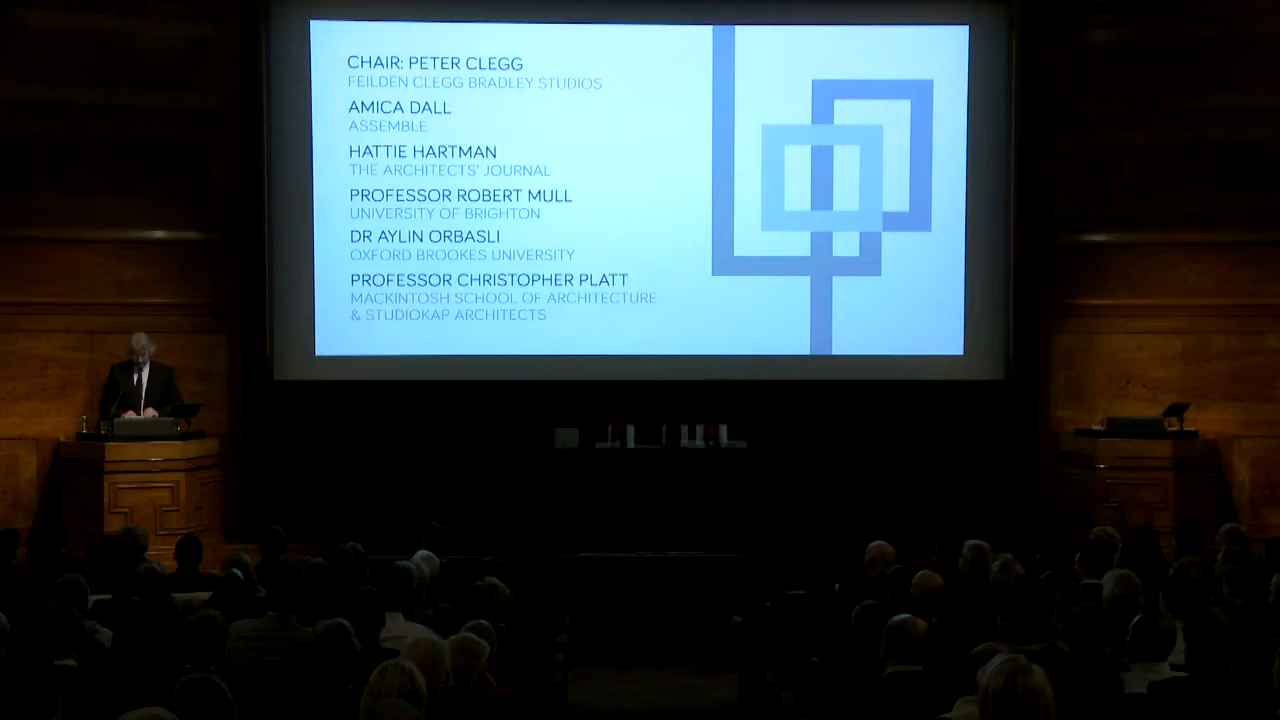 CHAIR: PETER CLEGG
FEILDEN CLEGG BRADLEY STUDIOS
AMICA DALL
ASSEMBLE
HATTIE HARTMAN
THE ARCHITECTS' JOURNAL
PROFESSOR ROBERT MULL
UNIVERSITY OF BRIGHTON
DR AYLIN ORBASLI
OXFORD BROOKES UNIVERSITY
PROFESSOR CHRISTOPHER PLATT
MACKINTOSH SCHOOL OF ARCHITECTURE
& STUDIOKAP ARCHITECTS